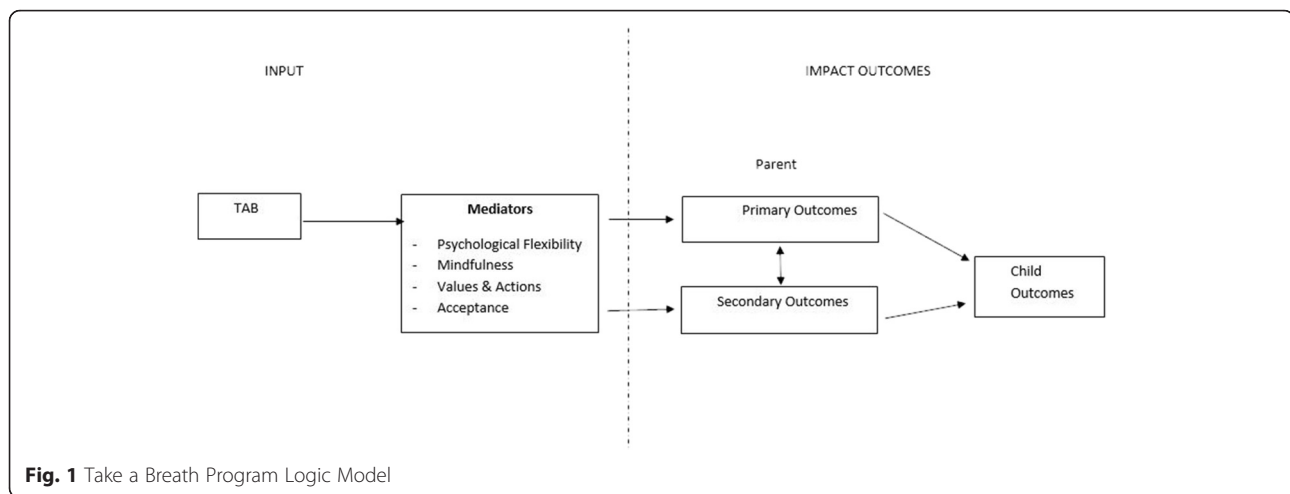 INPUT
IMPACT OUTCOMES
Parent
TAB
Mediators
- Psychological Flexibility
- Mindfulness
- Values & Actions
- Acceptance
Primary Outcomes
Secondary Outcomes
Child
Outcomes
Fig. 1 Take a Breath Program Logic Model